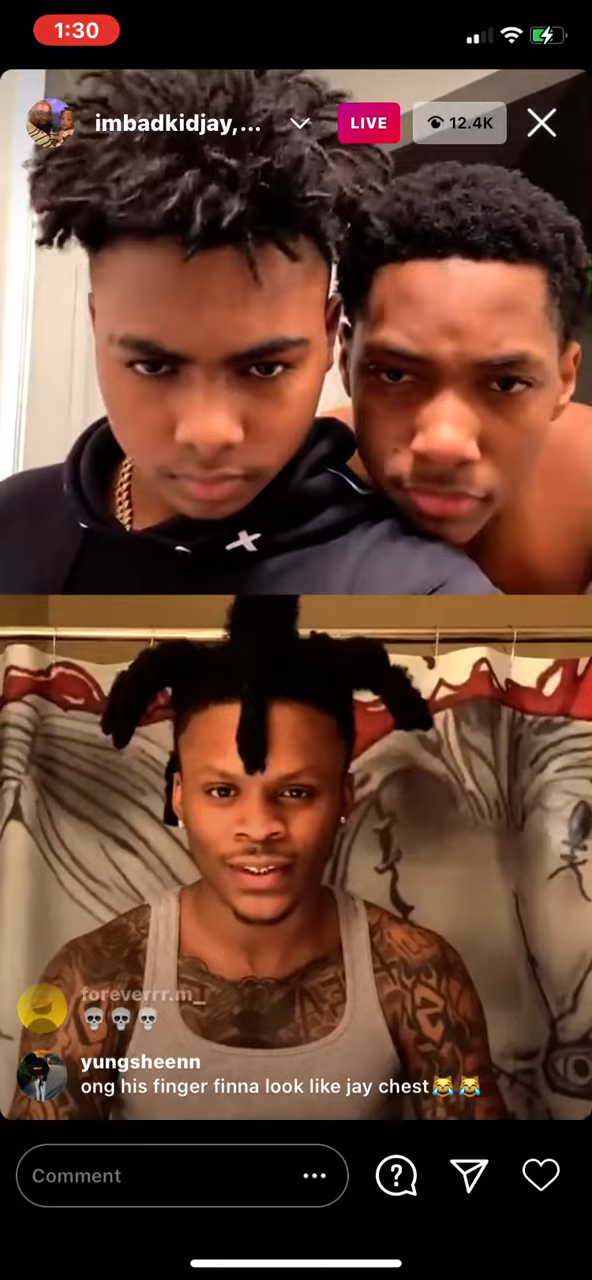 1:30
imbadkidjay,...
LIVE
12.4K
foreverrr.m_
💀💀💀
yungsheenn
ong his finger finna look like jay chest😹😹
Comment